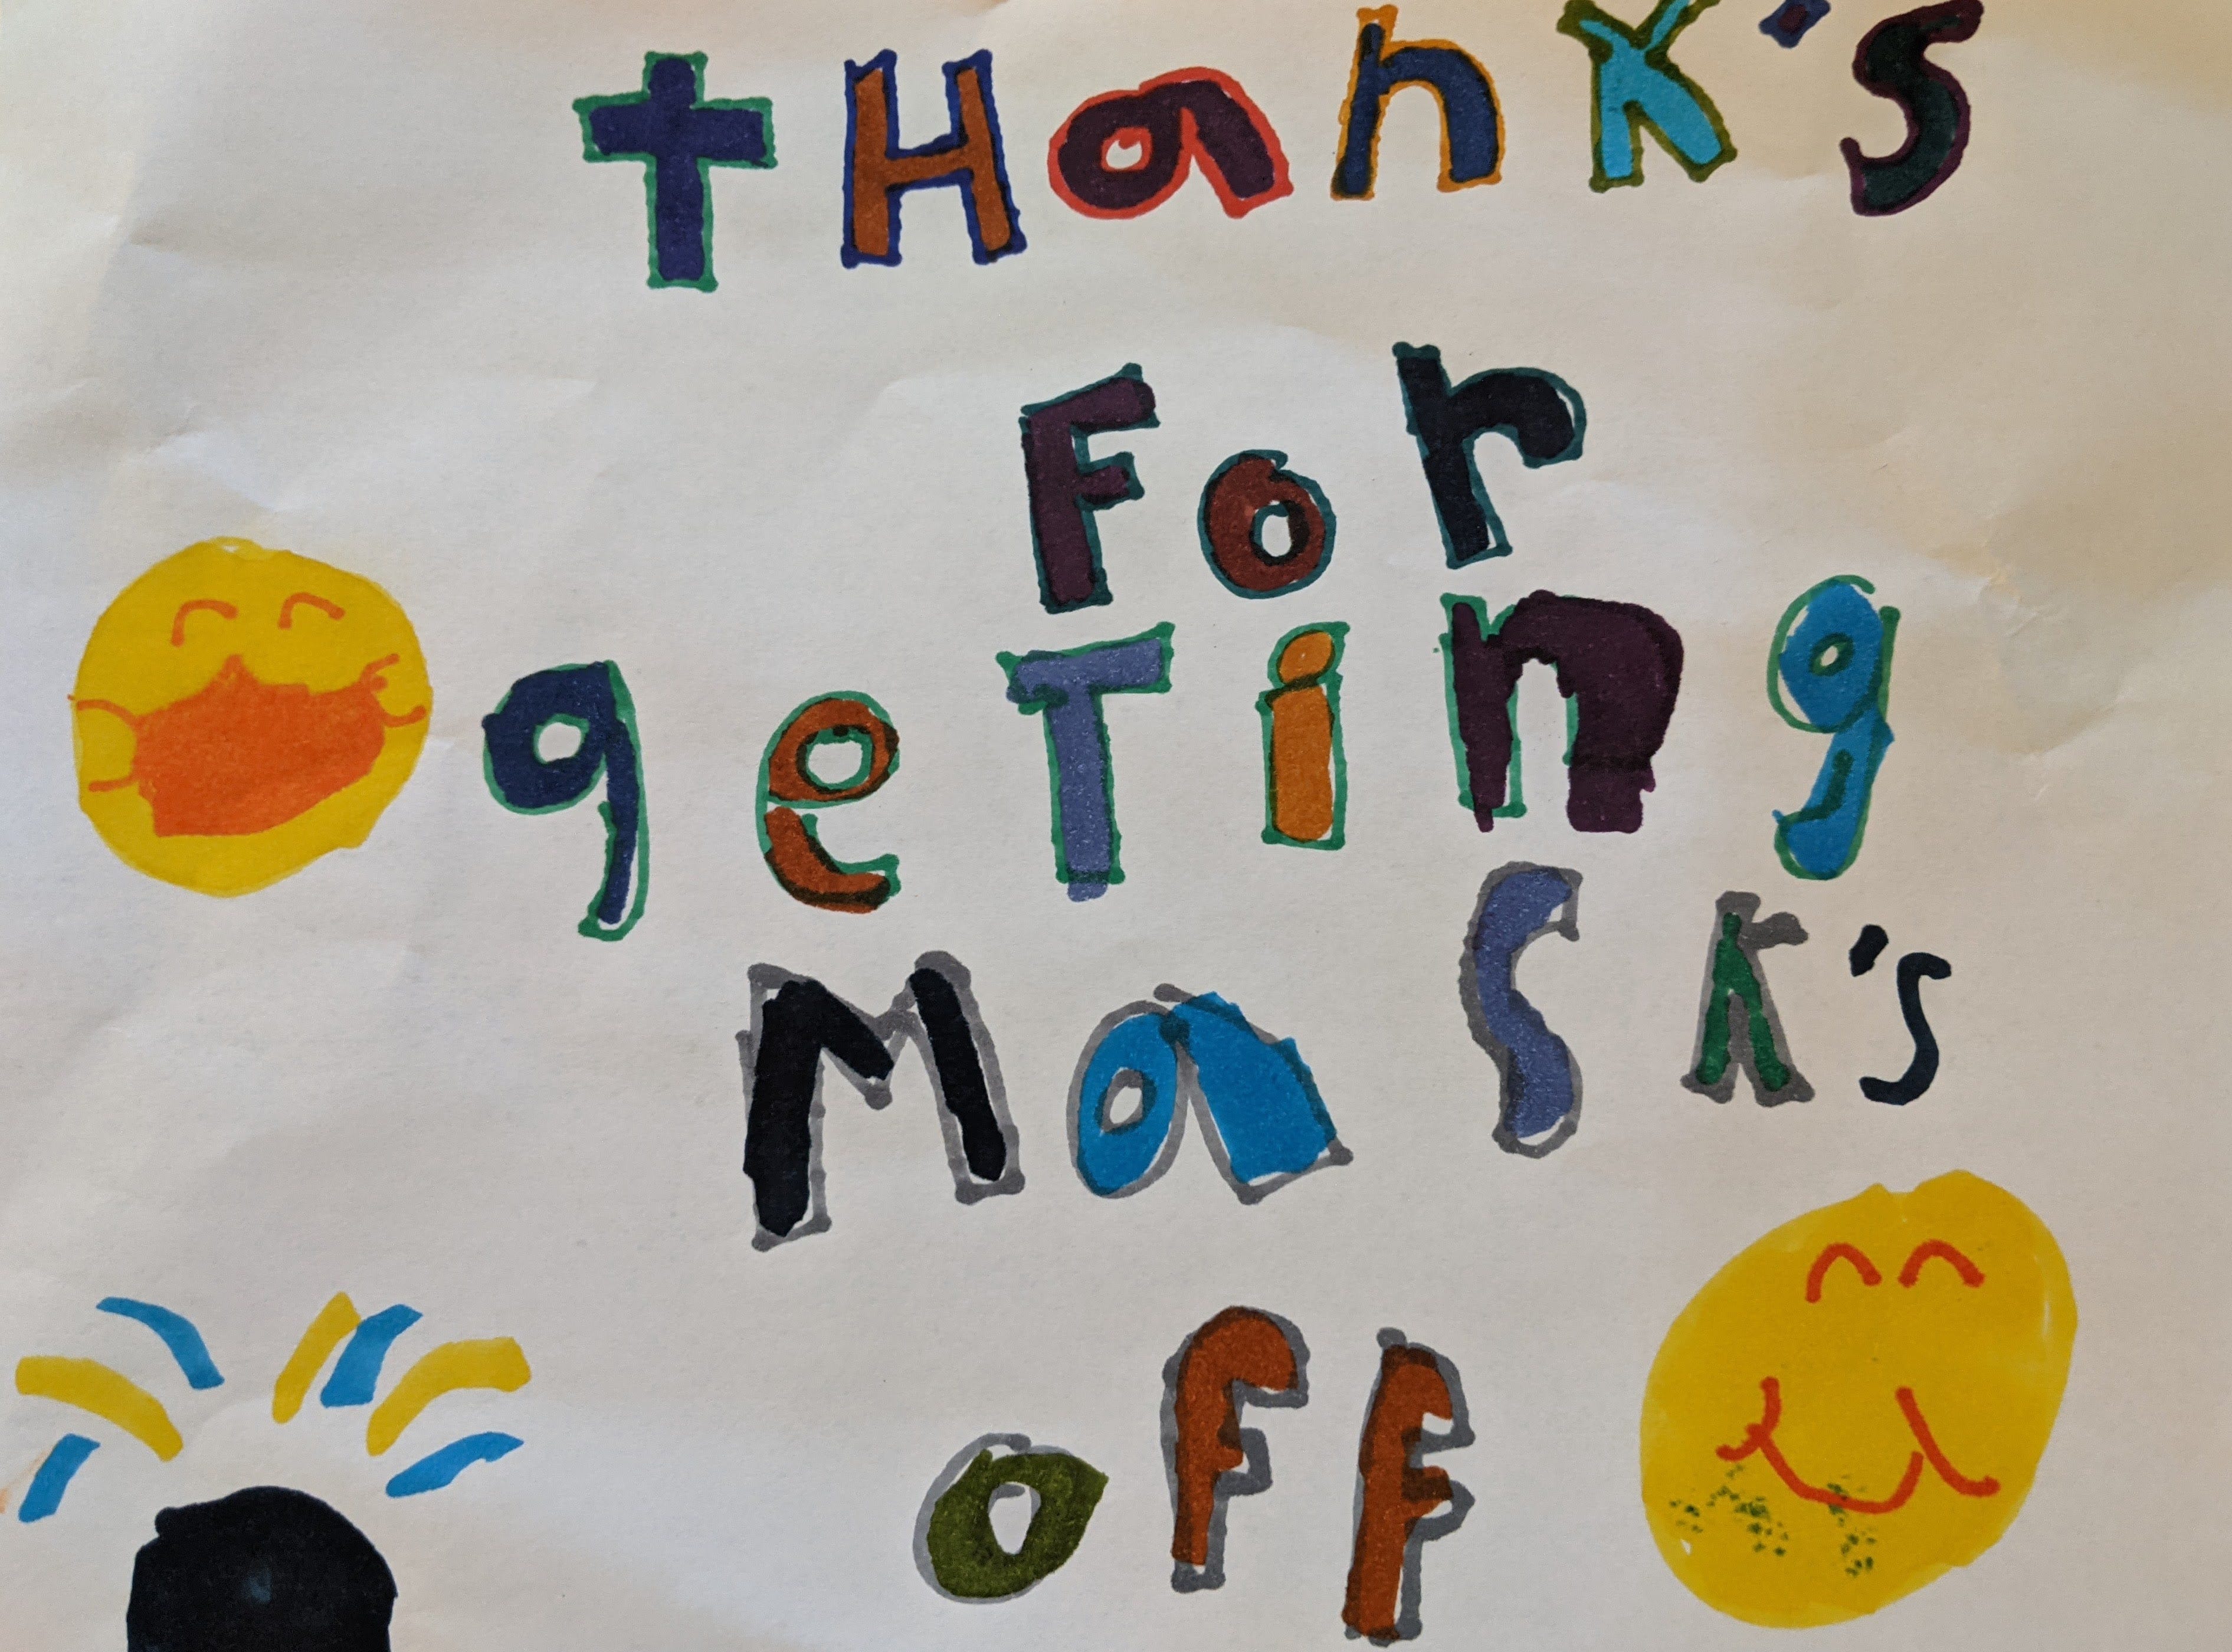 tHank's
For
geTing
Mask's
off